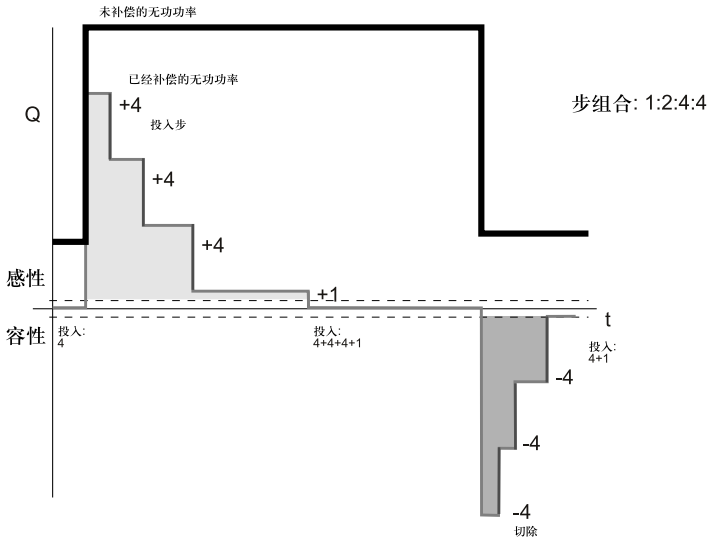 未补偿的无功功率
已经补偿的无功功率
步组合: 1:2:4:4
Q
+4
投入步
+4
+4
感性
+1
t
容性
投入:
4
投入:
4+4+4+1
投入:
4+1
-4
-4
-4
切除